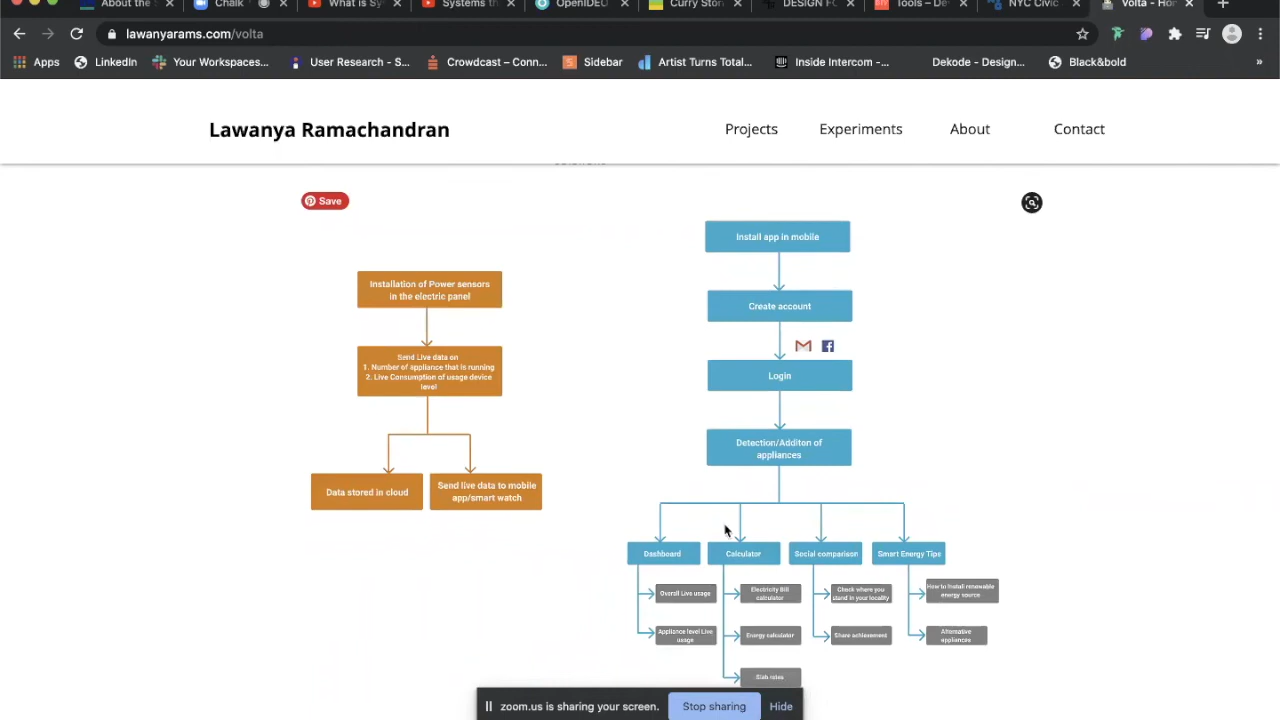 About the S
Chalk
What is Sy
Systems th
OpenIDEO
Curry Stor
DESIGN FO
Tools – De
NYC Civic
Volta - Hor
lawanyarams.com/volta
Apps
LinkedIn
Your Workspaces...
User Research - S...
Crowdcast – Conn...
Sidebar
Artist Turns Total...
Inside Intercom -...
Dekode - Design...
Black&bold
»
Lawanya Ramachandran
Projects
Experiments
About
Contact
Save
Install app in mobile
Installation of Power sensors
in the electric panel
Create account
Send Live data on
1. Number of appliance that is running
2. Live Consumption of usage device
level
Login
Detection/Additon of
appliances
Data stored in cloud
Send live data to mobile
app/smart watch
Dashboard
Calculator
Social comparison
Smart Energy Tips
Overall Live usage
Electricity Bill
calculator
Check where you
stand in your locality
How to Install renewable
energy source
Appliance level Live
usage
Energy calculator
Share achievement
Alternative
appliances
Slab rates
zoom.us is sharing your screen.
Stop sharing
Hide